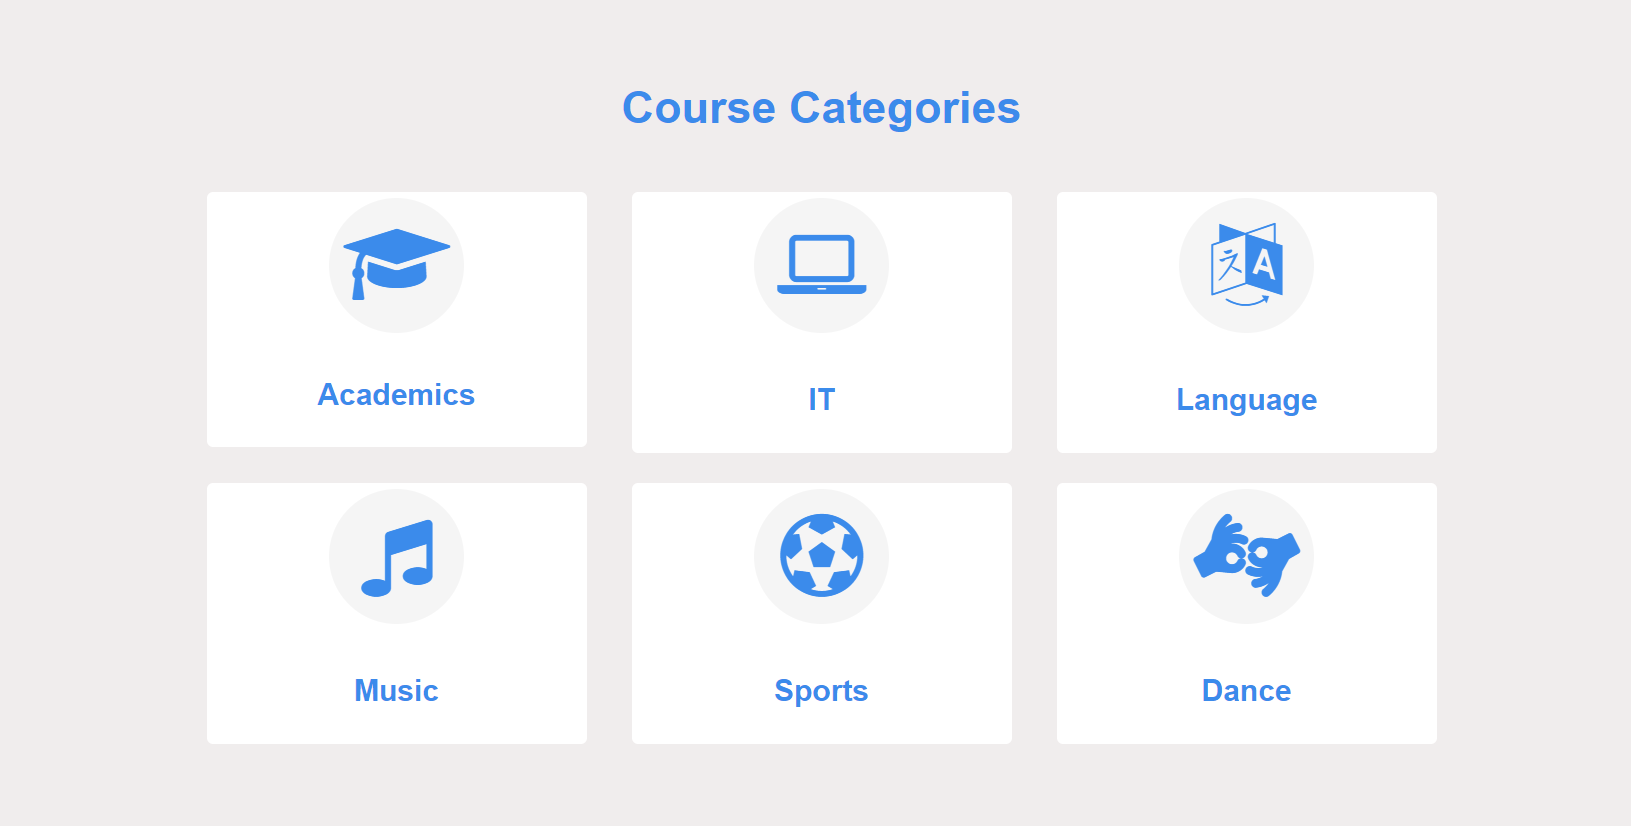 Course Categories
Academics
IT
Language
Music
Sports
Dance